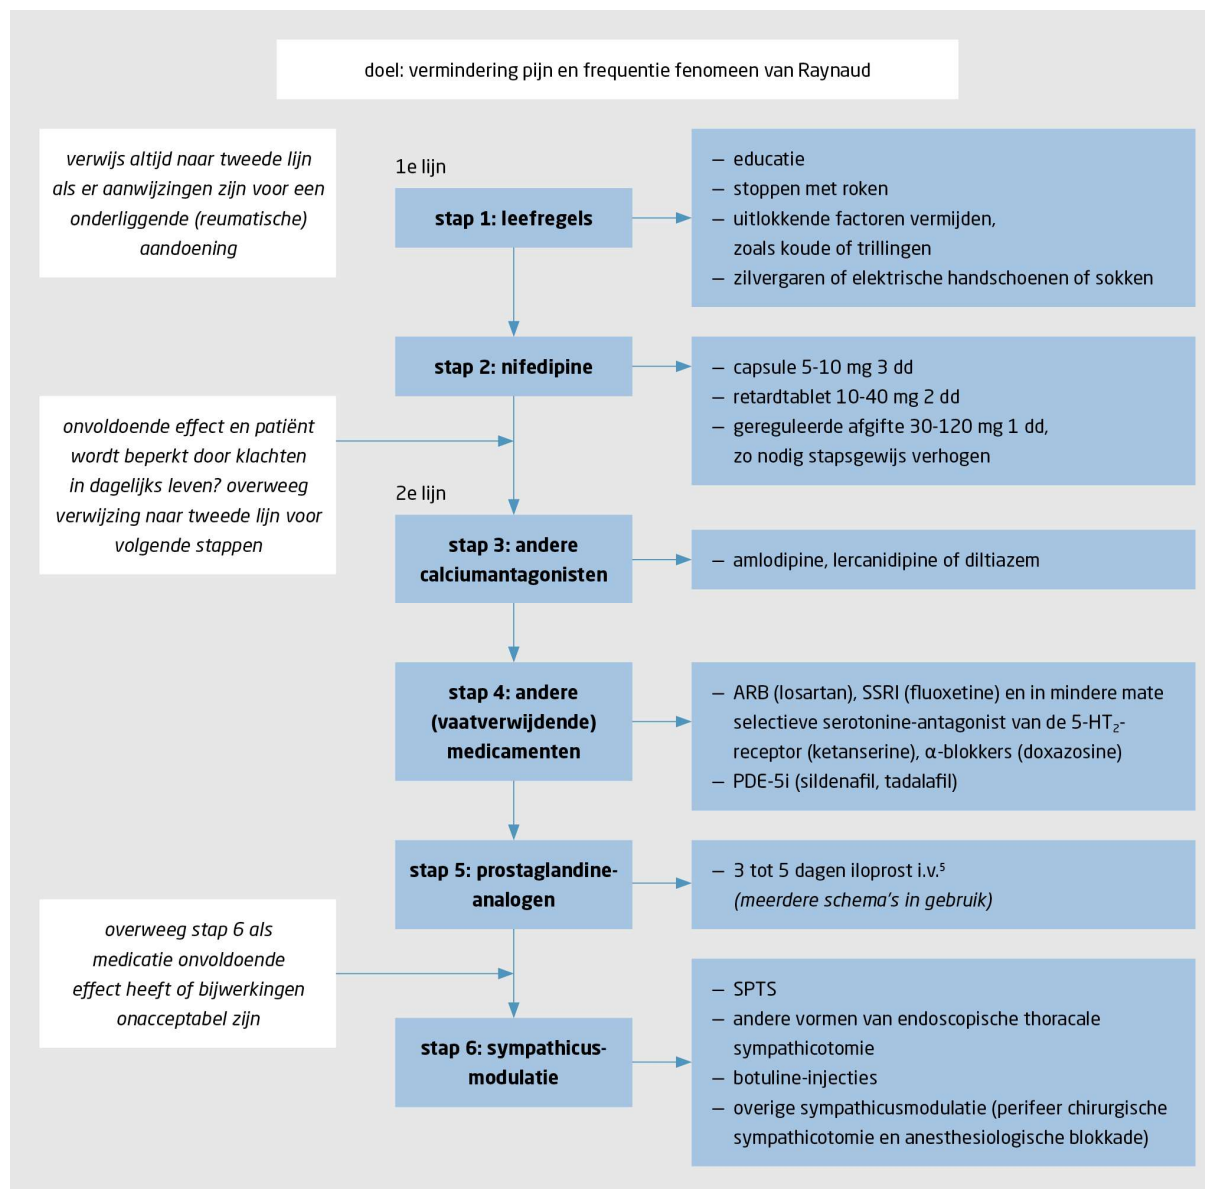 doel: vermindering pijn en frequentie fenomeen van Raynaud
verwijs altijd naar tweede lijn
als er aanwijzingen zijn voor een
onderliggende (reumatische)
aandoening
1e lijn
stap 1: leefregels
– educatie
– stoppen met roken
– uitlokkende factoren vermijden,
zoals koude of trillingen
– zilvergaren of elektrische handschoenen of sokken
stap 2: nifedipine
– capsule 5-10 mg 3 dd
– retardtablet 10-40 mg 2 dd
– gereguleerde afgifte 30-120 mg 1 dd,
zo nodig stapsgewijs verhogen
onvoldoende effect en patiënt
wordt beperkt door klachten
in dagelijks leven? overweeg
verwijzing naar tweede lijn voor
volgende stappen
2e lijn
stap 3: andere
calciumantagonisten
– amlodipine, lercanidipine of diltiazem
stap 4: andere
(vaatverwijdende)
medicamenten
– ARB (losartan), SSRI (fluoxetine) en in mindere mate
selectieve serotonine-antagonist van de 5-HT₂-
receptor (ketanserine), α-blokkers (doxazosine)
– PDE-5i (sildenafil, tadalafil)
stap 5: prostaglandine-
analogen
– 3 tot 5 dagen iloprost i.v.⁵
(meerdere schema's in gebruik)
overweeg stap 6 als
medicatie onvoldoende
effect heeft of bijwerkingen
onacceptabel zijn
stap 6: sympathicus-
modulatie
– SPTS
– andere vormen van endoscopische thoracale
sympathicotomie
– botuline-injecties
– overige sympathicusmodulatie (perifeer chirurgische
sympathicotomie en anesthesiologische blokkade)